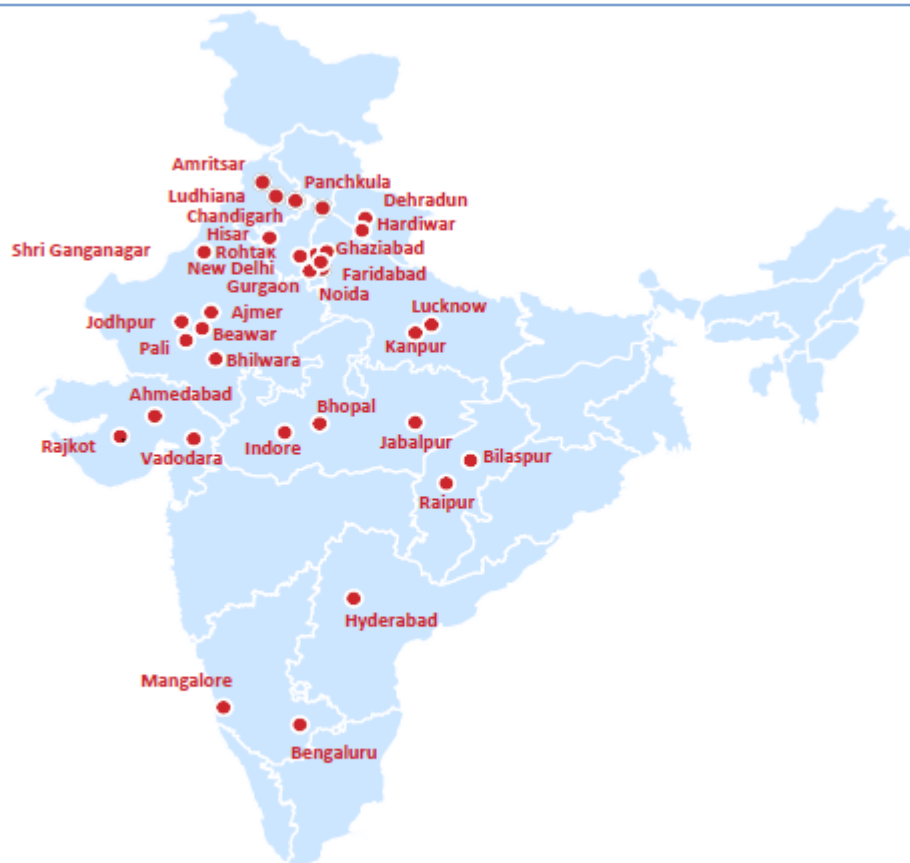 Amritsar
Panchkula
Ludhiana
Dehradun
Chandigarh
Hardiwar
Hisar
Shri Ganganagar
Rohtak
Ghaziabad
New Delhi
Faridabad
Gurgaon
Noida
Lucknow
Ajmer
Jodhpur
Beawar
Kanpur
Pali
Bhilwara
Ahmedabad
Bhopal
Rajkot
Indore
Jabalpur
Vadodara
Bilaspur
Raipur
Hyderabad
Mangalore
Bengaluru